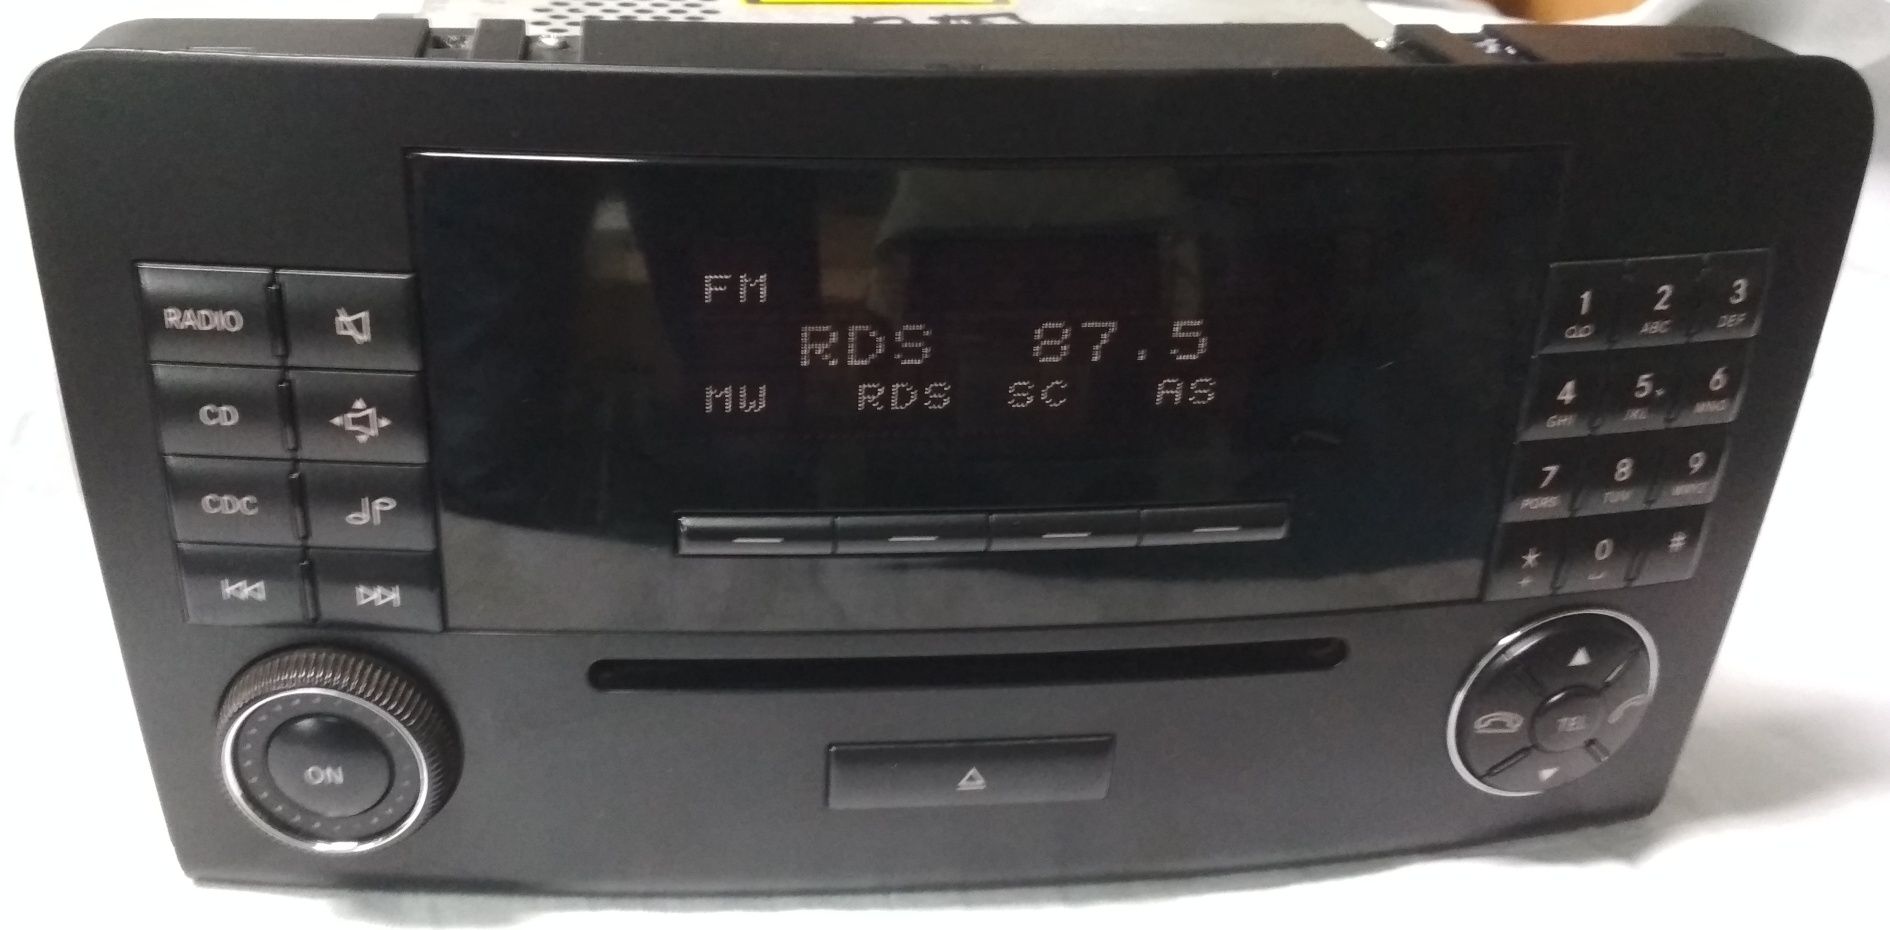 FM
RDS 87.5
MW RDS SC AS
RADIO
CD
CDC
ON
1 2 3
ABC DEF
4 5 6
GHI JKL MNO
7 8 9
PQRS TUV WXYZ
* 0 #
+
TEL